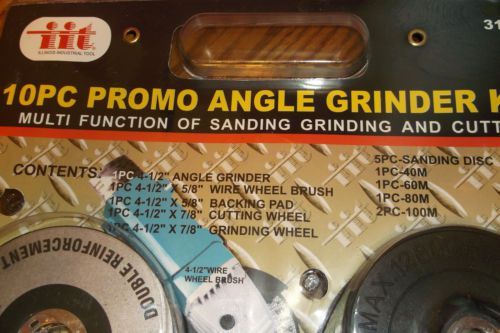 iit
ILLINOIS INDUSTRIAL TOOL
31
10PC PROMO ANGLE GRINDER K
MULTI FUNCTION OF SANDING GRINDING AND CUTT
CONTENTS:
1PC 4-1/2" ANGLE GRINDER
1PC 4-1/2" X 5/8" WIRE WHEEL BRUSH
1PC 4-1/2" X 5/8" BACKING PAD
1PC 4-1/2" X 7/8" CUTTING WHEEL
1PC 4-1/2" X 7/8" GRINDING WHEEL
5PC-SANDING DISC
1PC-40M
1PC-60M
1PC-80M
2PC-100M
4-1/2"WIRE
WHEEL BRUSH
DOUBLE REINFORCEMENT